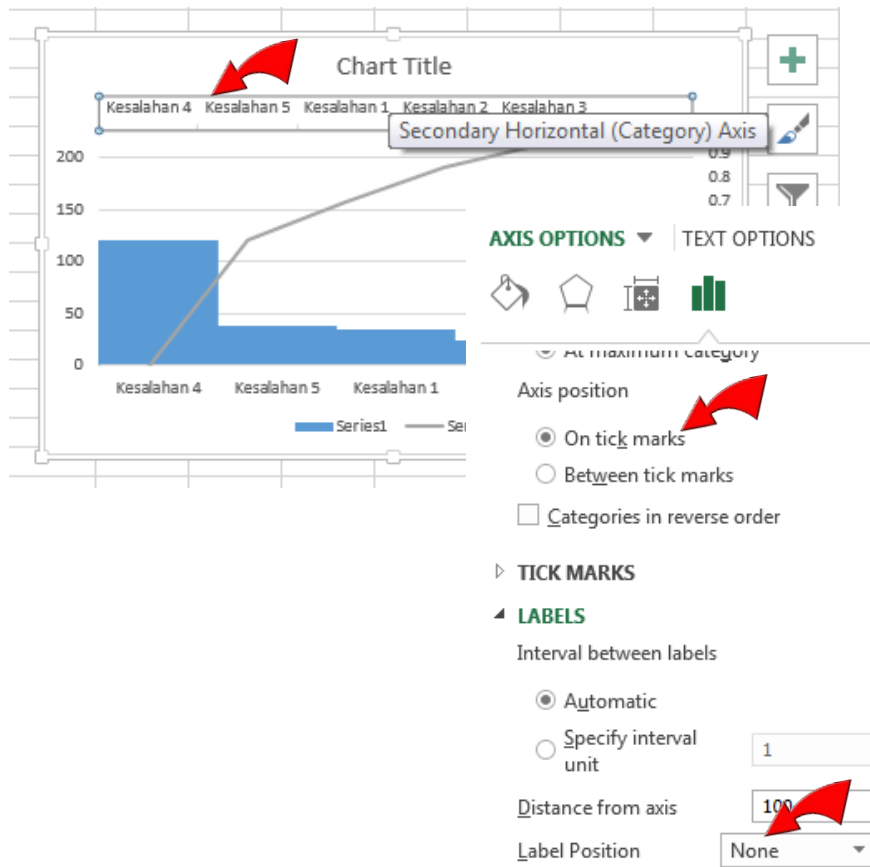 Chart Title
Kesalahan 4 Kesalahan 5 Kesalahan 1 Kesalahan 2 Kesalahan 3
Secondary Horizontal (Category) Axis
200
150
100
50
0
0.9
0.8
0.7
Kesalahan 4 Kesalahan 5 Kesalahan 1
Series1 Se
AXIS OPTIONS TEXT OPTIONS
At maximum category
Axis position
On tick marks
Between tick marks
Categories in reverse order
TICK MARKS
LABELS
Interval between labels
Automatic
Specify interval
unit
1
Distance from axis 100
Label Position None